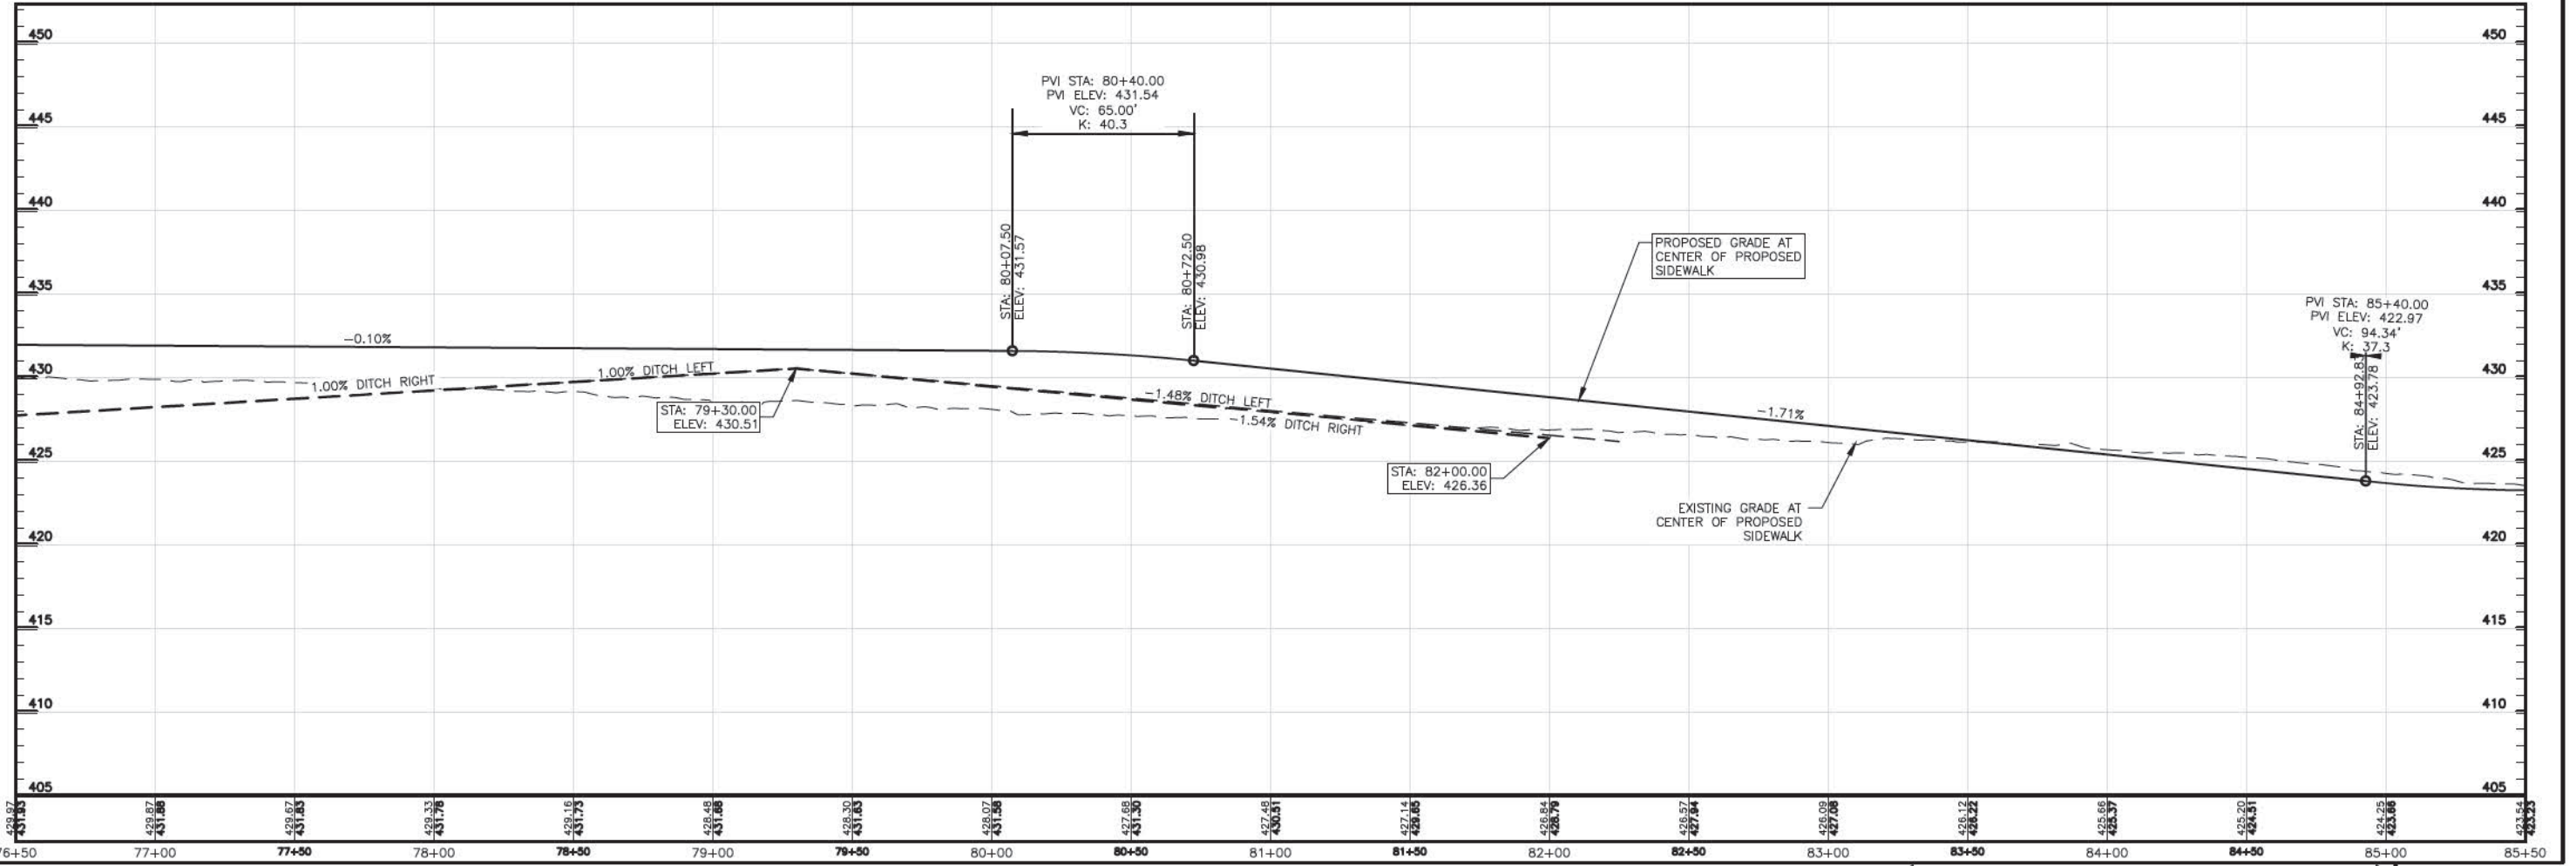 450
450
PVI STA: 80+40.00
PVI ELEV: 431.54
VC: 65.00'
K: 40.3
445
445
440
440
STA: 80+07.50
ELEV: 431.57
STA: 80+72.50
ELEV: 430.98
PROPOSED GRADE AT
CENTER OF PROPOSED
SIDEWALK
435
435
PVI STA: 85+40.00
PVI ELEV: 422.97
VC: 94.34'
K: 37.3
STA: 84+92.83
ELEV: 423.78
-0.10%
430
430
1.00% DITCH RIGHT
1.00% DITCH LEFT
-1.48% DITCH LEFT
-1.54% DITCH RIGHT
-1.71%
STA: 79+30.00
ELEV: 430.51
425
425
STA: 82+00.00
ELEV: 426.36
EXISTING GRADE AT
CENTER OF PROPOSED
SIDEWALK
420
420
415
415
410
410
405
405
429.97
431.93
429.87
431.88
429.67
431.83
429.33
431.78
429.16
431.73
428.48
431.68
428.30
431.63
428.07
431.58
427.68
431.30
427.48
430.51
427.14
429.65
426.84
428.79
426.57
427.94
426.09
427.08
426.12
426.22
425.66
425.37
425.20
424.51
424.25
423.66
423.54
423.23
76+50
77+00
77+50
78+00
78+50
79+00
79+50
80+00
80+50
81+00
81+50
82+00
82+50
83+00
83+50
84+00
84+50
85+00
85+50